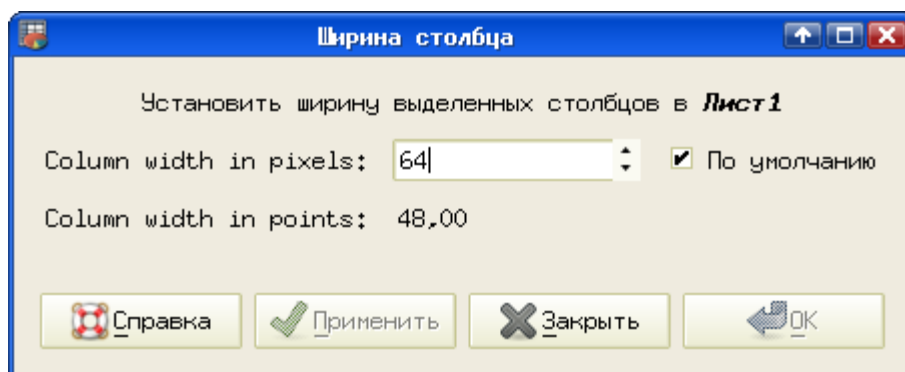 Ширина столбца
Установить ширину выделенных столбцов в Лист1
Column width in pixels: 64 По умолчанию
Column width in points: 48,00
Справка Применить Закрыть OK